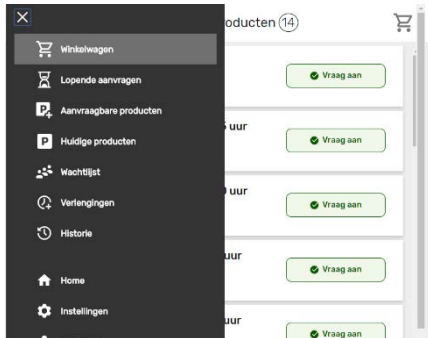 oducten 14
Winkelwagen
Lopende aanvragen
Vraag aan
P+ Aanvraagbare producten
uur
P Huidige producten
Vraag aan
Wachtlijst
uur
Verlengingen
Vraag aan
Historie
uur
Home
Vraag aan
Instellingen
uur
Vraag aan